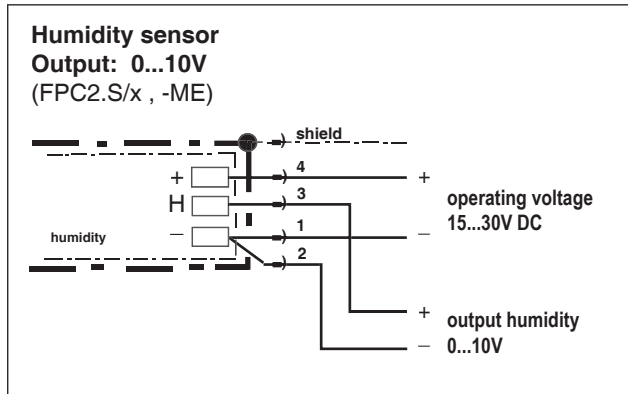 Humidity sensor
Output: 0...10V
(FPC2.S/x , -ME)
shield
+ 4 +
H 3
operating voltage
15...30V DC
humidity – 1 –
2
+ output humidity
– 0...10V